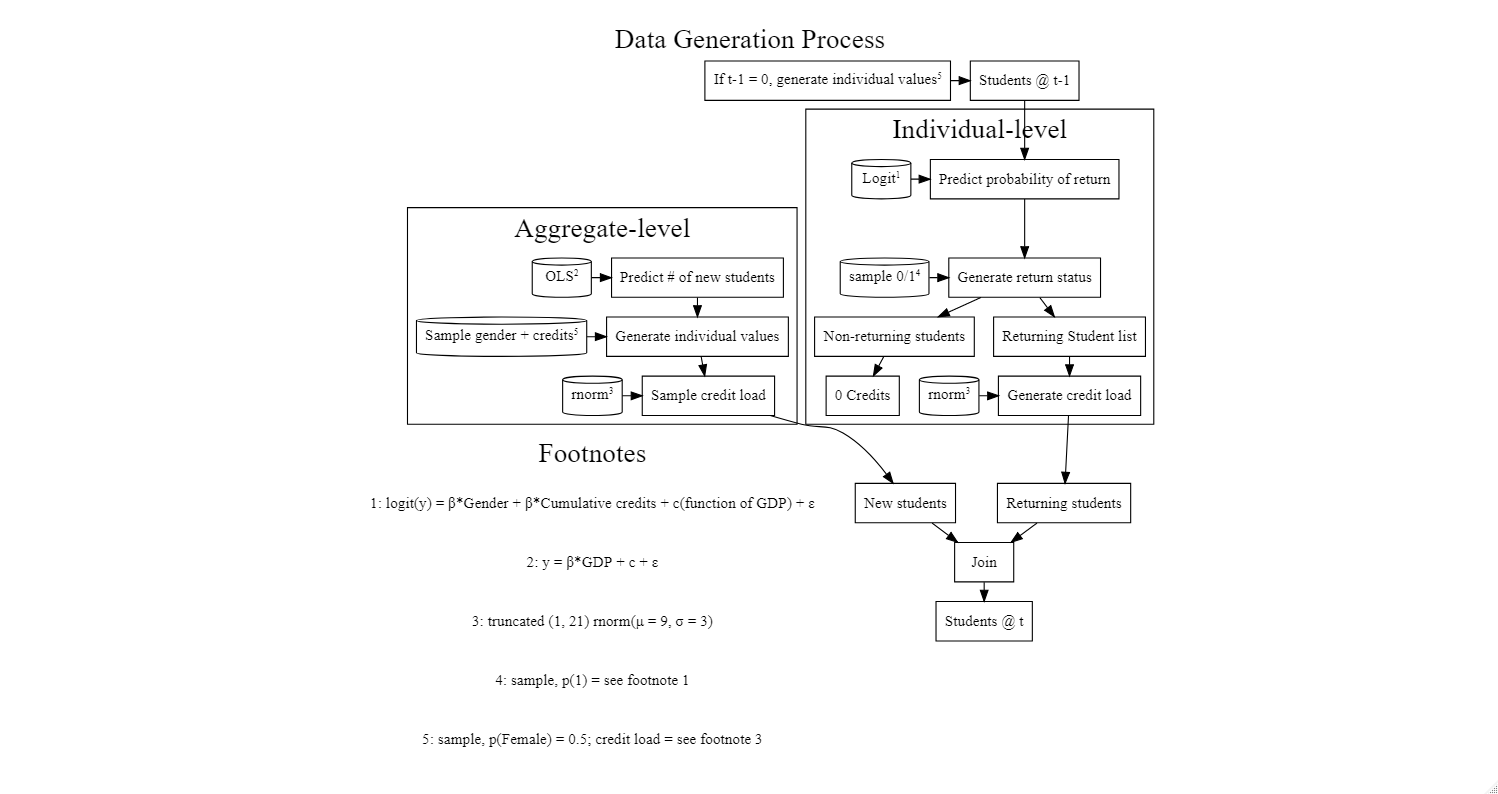 Data Generation Process
If t-1 = 0, generate individual values⁵
Students @ t-1
Individual-level
Logit¹
Predict probability of return
Aggregate-level
OLS²
Predict # of new students
sample 0/1⁴
Generate return status
Sample gender + credits⁵
Generate individual values
Non-returning students
Returning Student list
rnorm³
Sample credit load
0 Credits
rnorm³
Generate credit load
Footnotes
1: logit(y) = β*Gender + β*Cumulative credits + c(function of GDP) + ε
New students
Returning students
2: y = β*GDP + c + ε
Join
3: truncated (1, 21) rnorm(μ = 9, σ = 3)
Students @ t
4: sample, p(1) = see footnote 1
5: sample, p(Female) = 0.5; credit load = see footnote 3